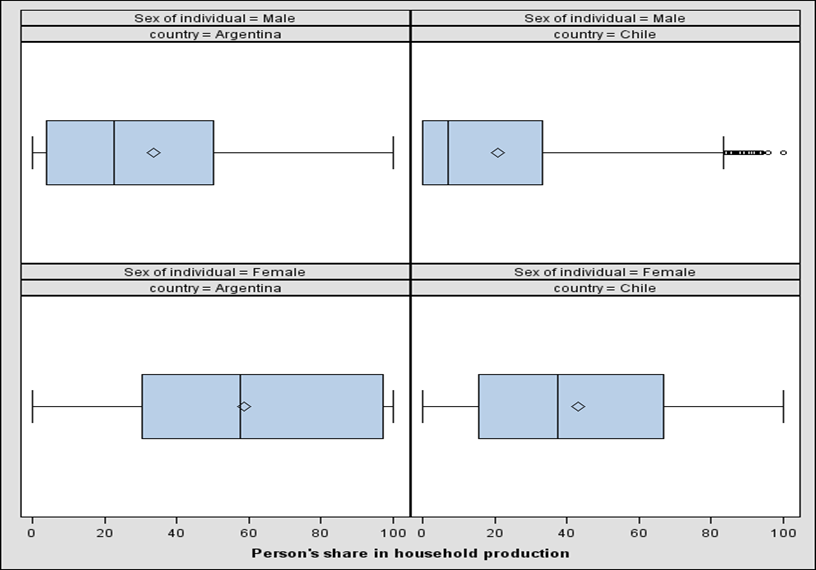 Sex of individual = Male
country = Argentina
Sex of individual = Male
country = Chile
Sex of individual = Female
country = Argentina
Sex of individual = Female
country = Chile
0 20 40 60 80 100 0 20 40 60 80 100
Person's share in household production